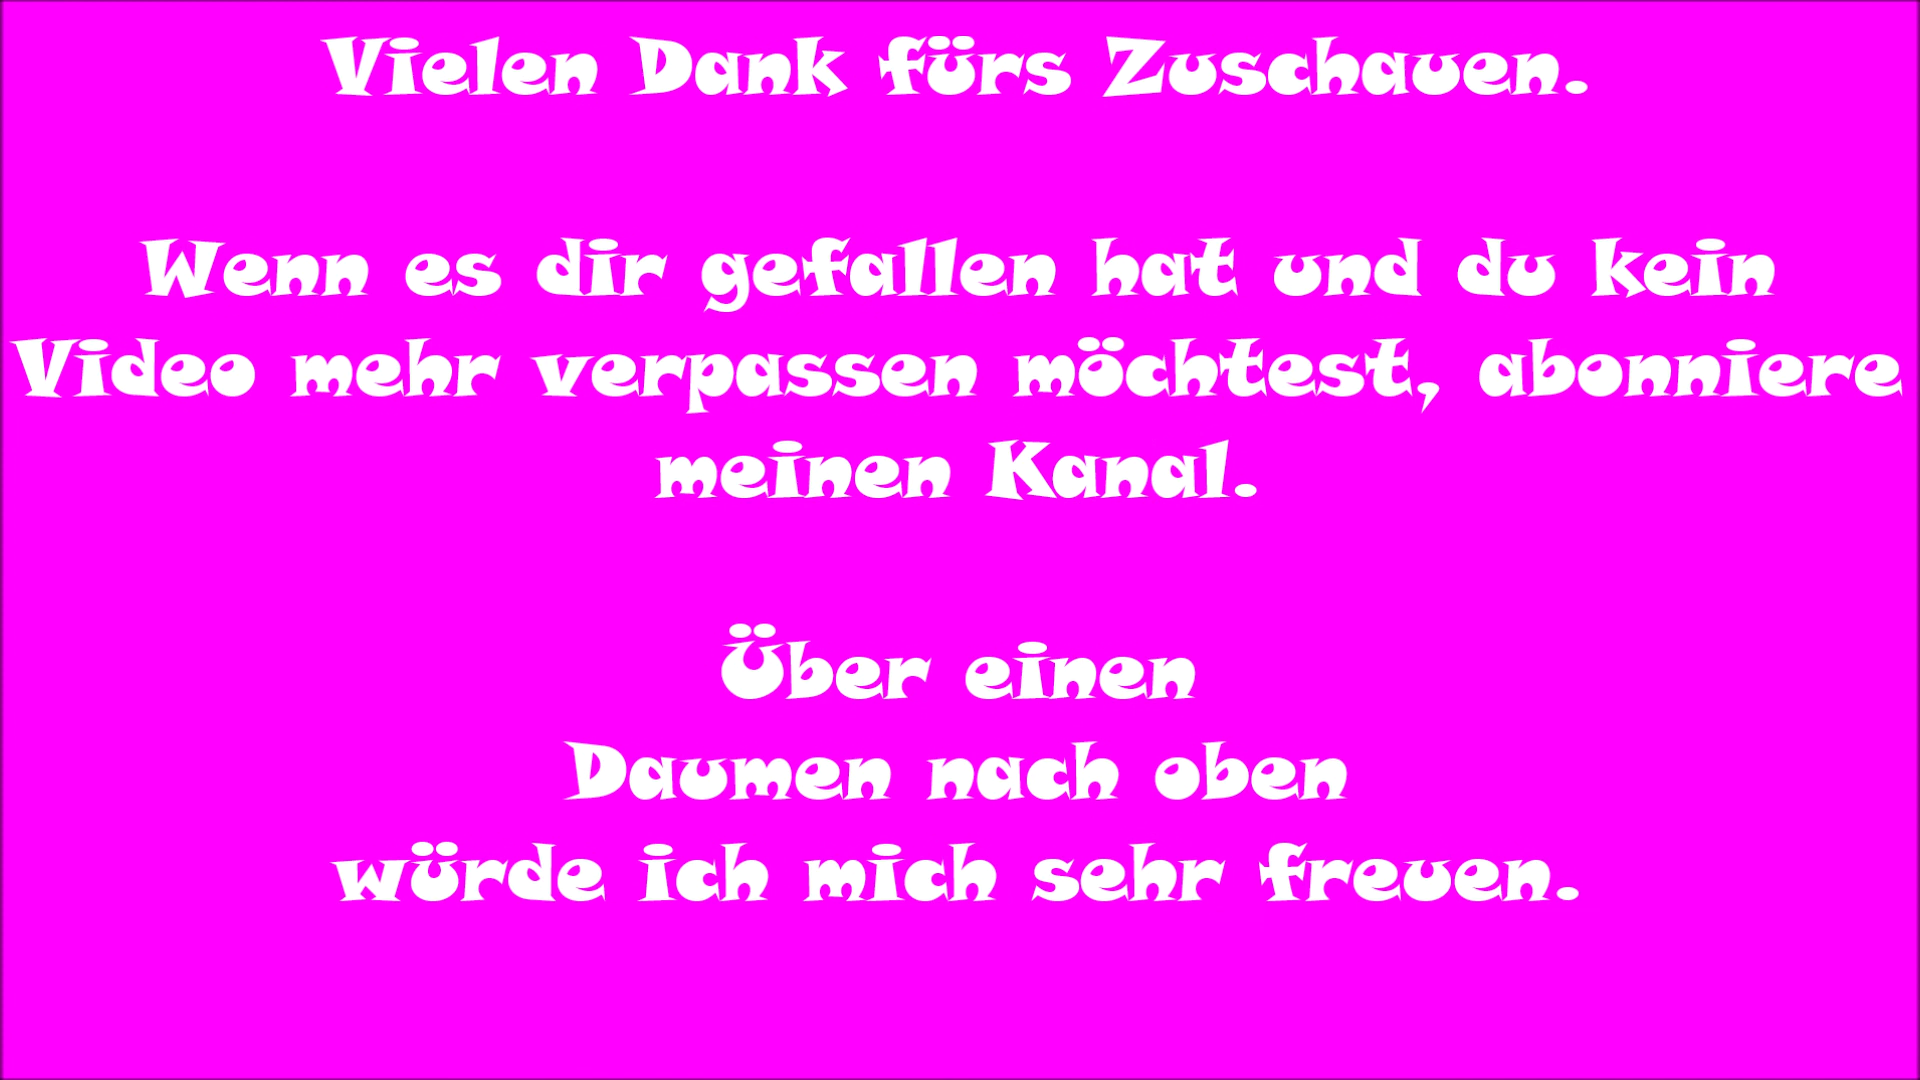 Vielen Dank fürs Zuschauen.
Wenn es dir gefallen hat und du kein
Video mehr verpassen möchtest, abonniere
meinen Kanal.
Über einen
Daumen nach oben
würde ich mich sehr freuen.